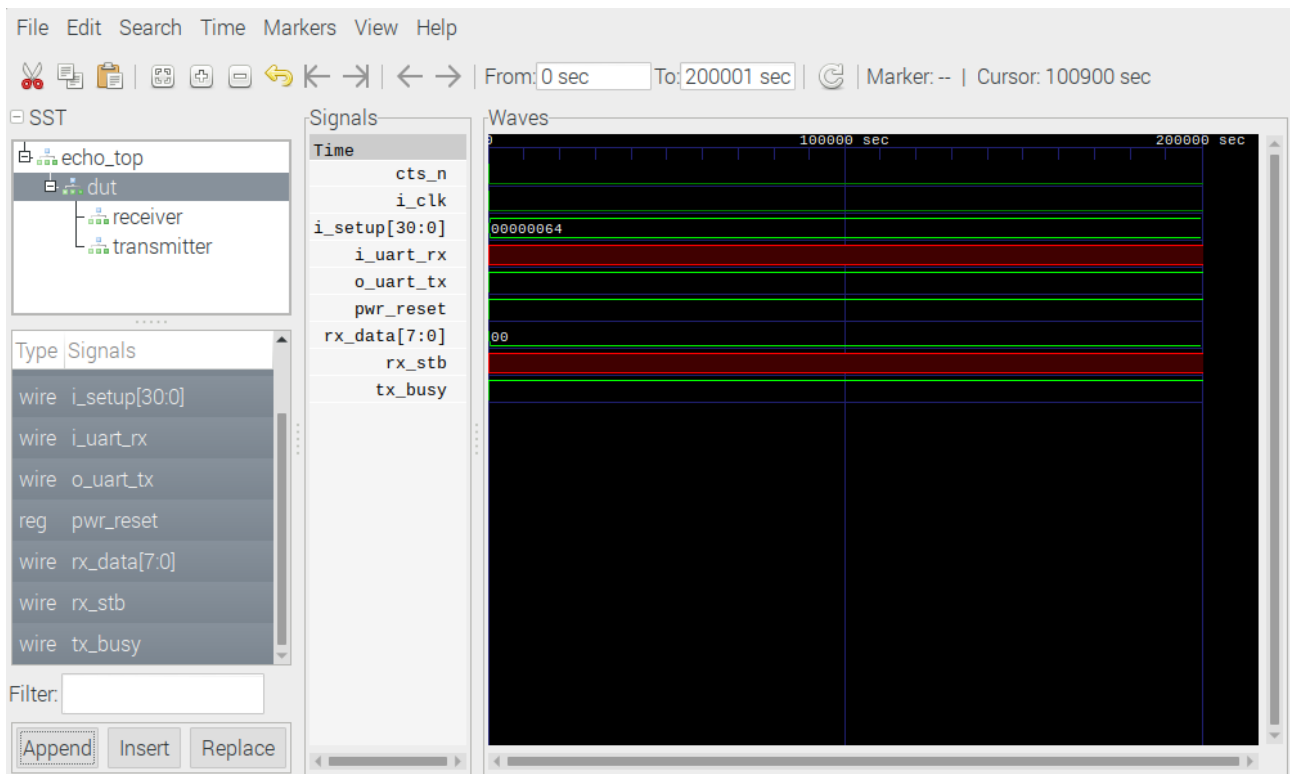 File Edit Search Time Markers View Help
From: 0 sec To: 200001 sec Marker: -- | Cursor: 100900 sec
SST
echo_top
dut
receiver
transmitter
Type Signals
wire i_setup[30:0]
wire i_uart_rx
wire o_uart_tx
reg pwr_reset
wire rx_data[7:0]
wire rx_stb
wire tx_busy
Filter:
Append Insert Replace
Signals
Time
cts_n
i_clk
i_setup[30:0]
i_uart_rx
o_uart_tx
pwr_reset
rx_data[7:0]
rx_stb
tx_busy
Waves
0 100000 sec 200000 sec
00000064
00